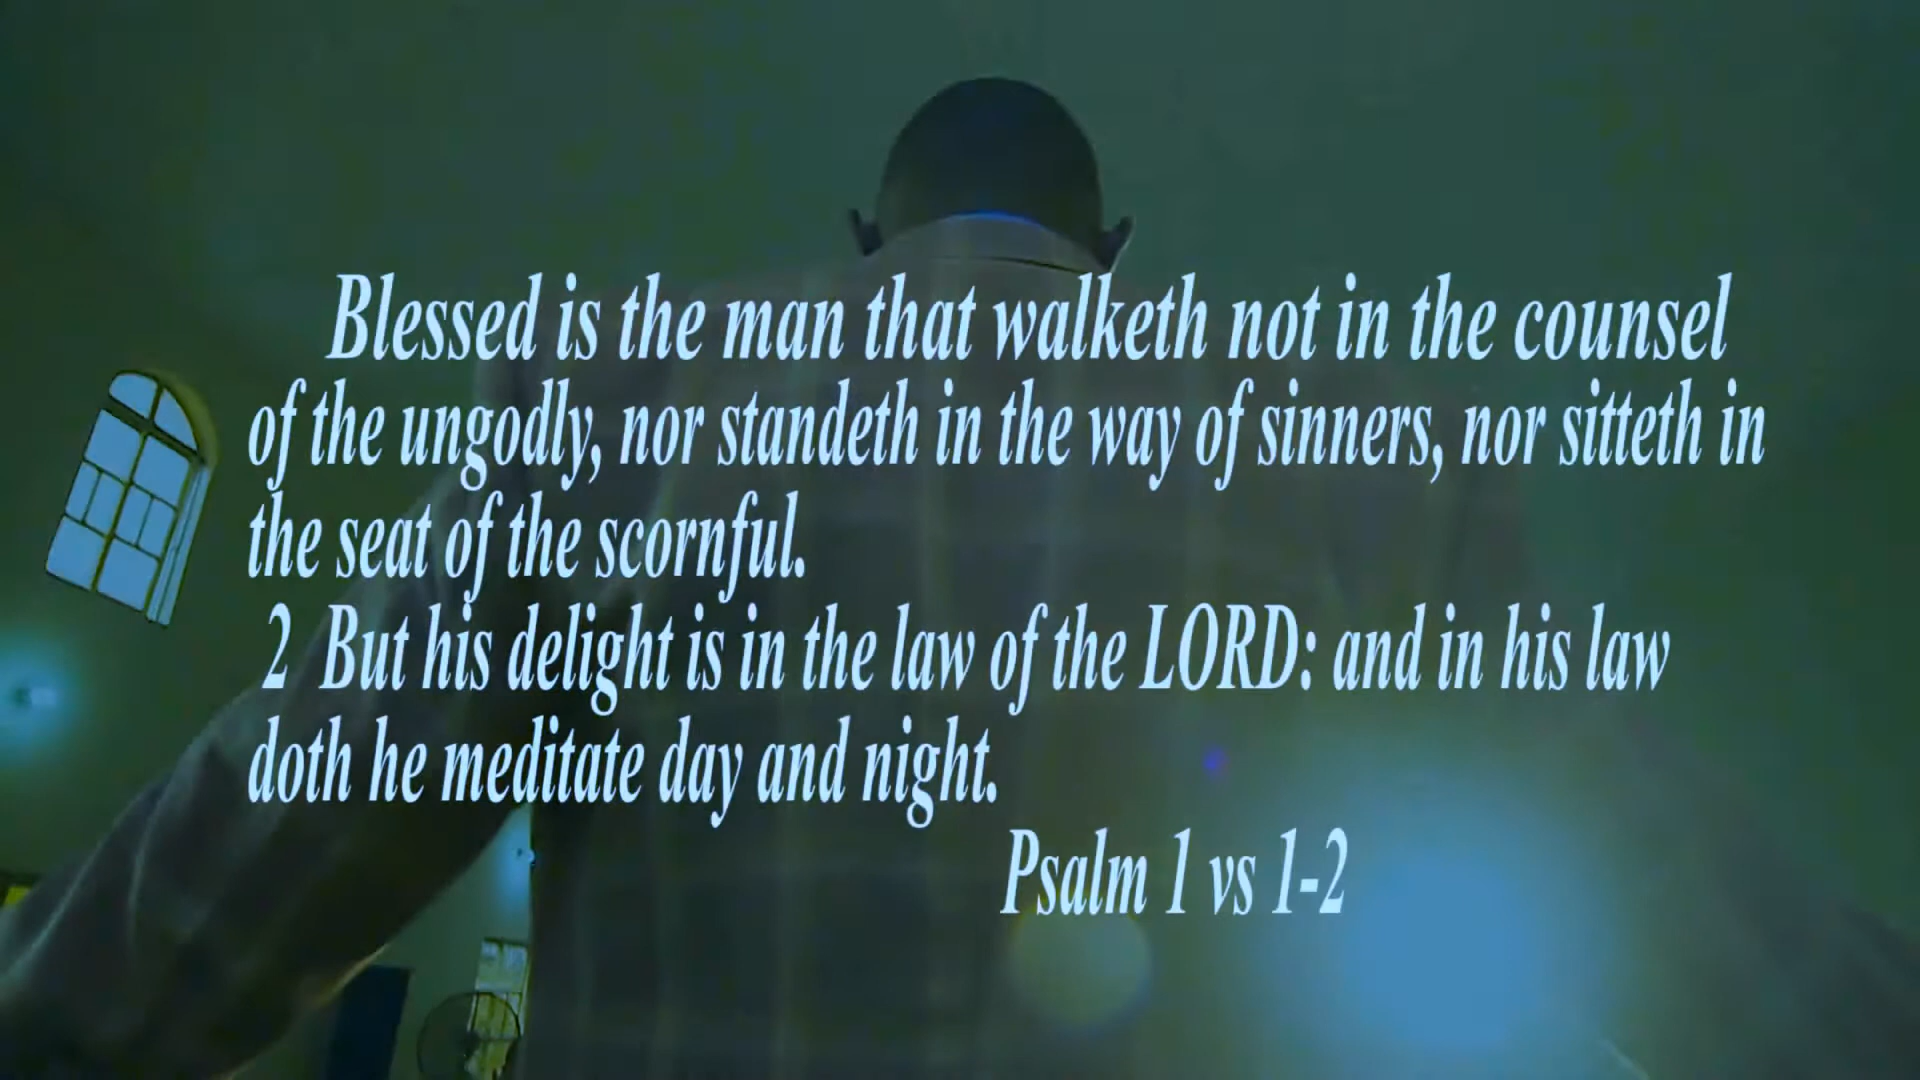 Blessed is the man that walketh not in the counsel
of the ungodly, nor standeth in the way of sinners, nor sitteth in
the seat of the scornful.
2 But his delight is in the law of the LORD: and in his law
doth he meditate day and night.
Psalm 1 vs 1-2